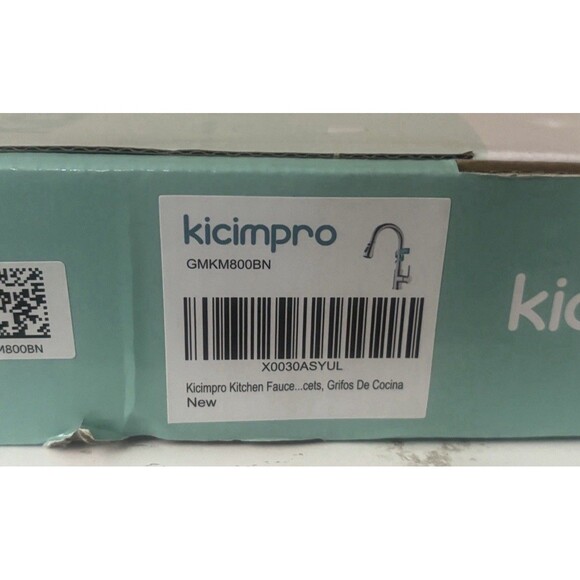 kicimpro
GMKM800BN
X0030ASYUL
Kicimpro Kitchen Fauce...cets, Grifos De Cocina
New
M800BN
kic